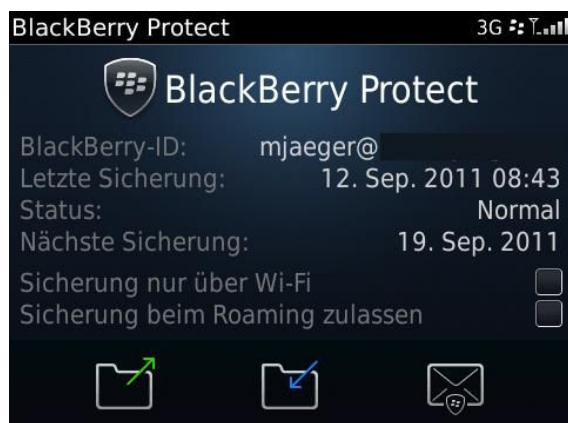 BlackBerry Protect 3G
BlackBerry Protect
BlackBerry-ID: mjaeger@
Letzte Sicherung: 12. Sep. 2011 08:43
Status: Normal
Nächste Sicherung: 19. Sep. 2011
Sicherung nur über Wi-Fi
Sicherung beim Roaming zulassen